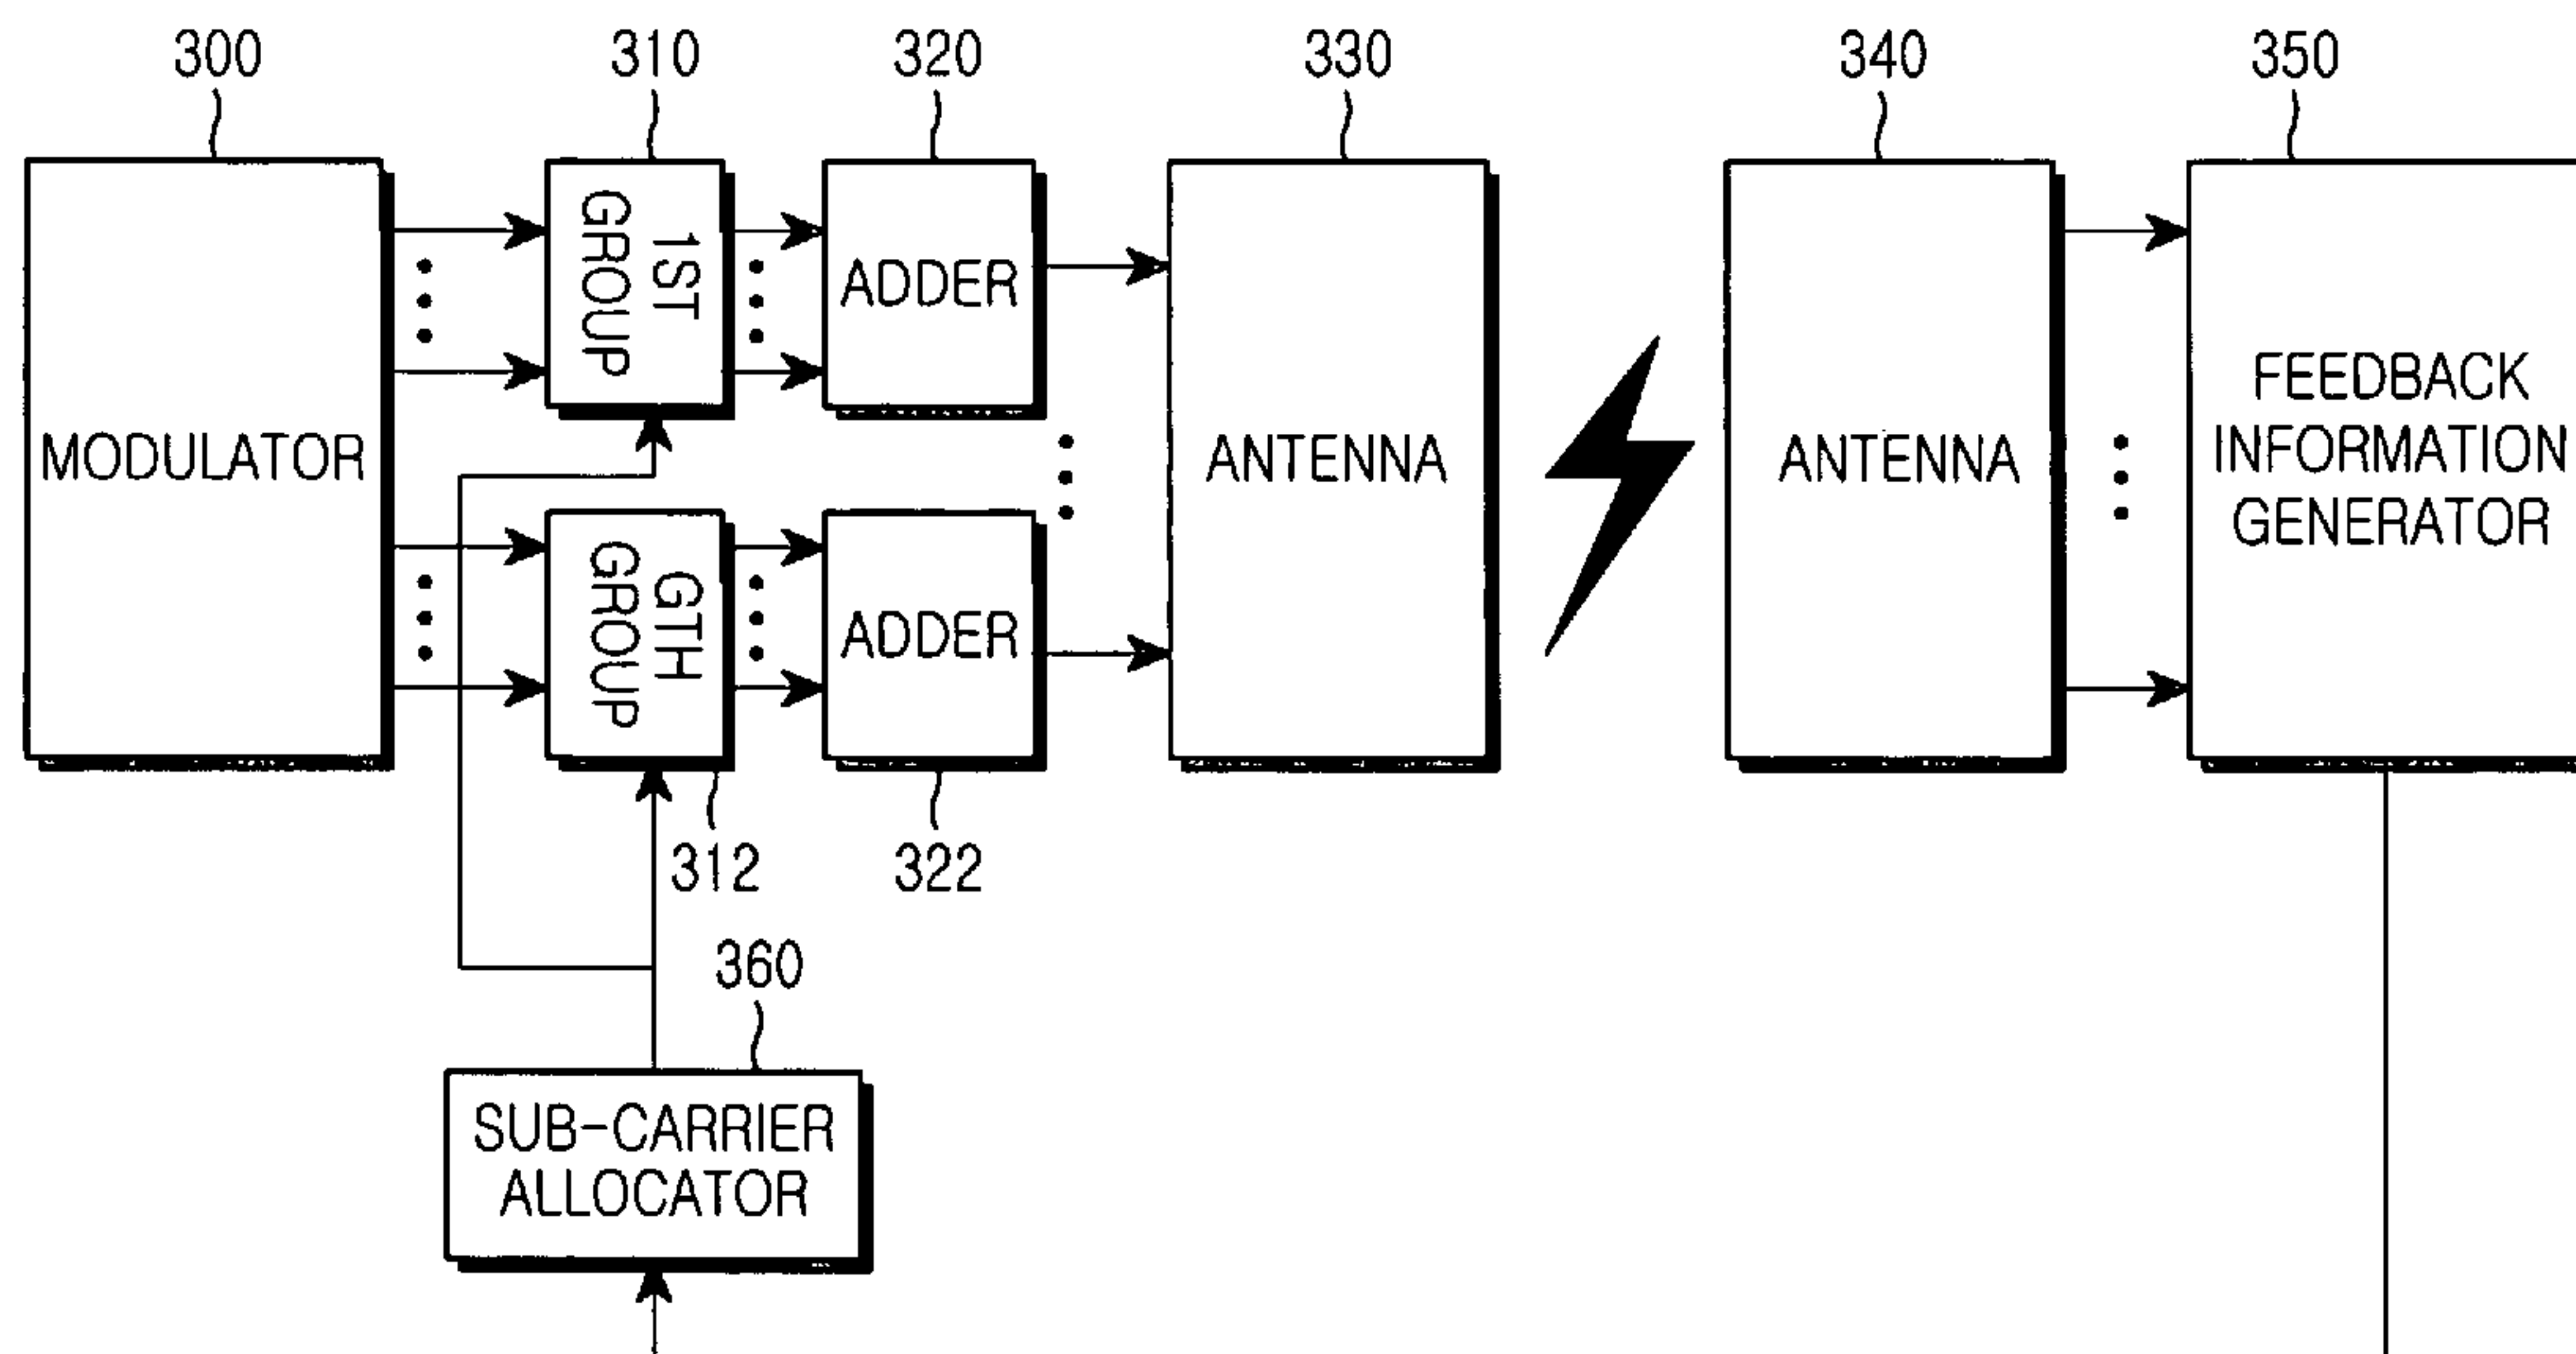 300
310
320
330
340
350
MODULATOR
1ST
GROUP
ADDER
ANTENNA
ANTENNA
FEEDBACK
INFORMATION
GENERATOR
GTH
GROUP
ADDER
312
322
360
SUB-CARRIER
ALLOCATOR